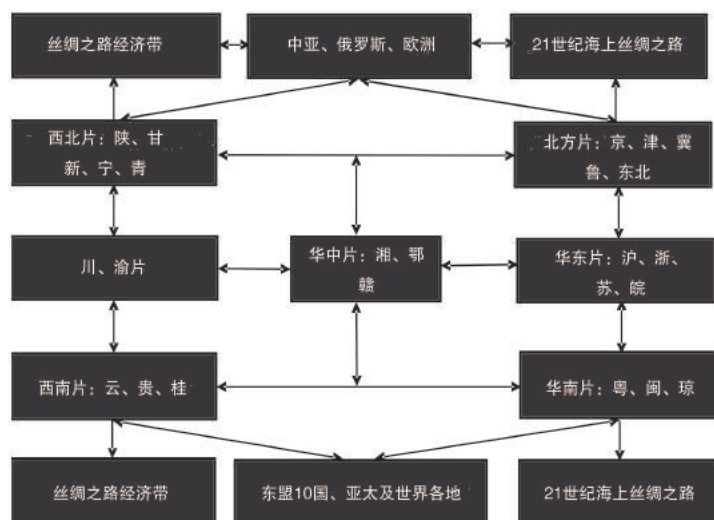 丝绸之路经济带
中亚、俄罗斯、欧洲
21世纪海上丝绸之路
西北片：陕、甘
新、宁、青
北方片：京、津、冀
鲁、东北
川、渝片
华中片：湘、鄂
赣
华东片：沪、浙、
苏、皖
西南片：云、贵、桂
华南片：粤、闽、琼
丝绸之路经济带
东盟10国、亚太及世界各地
21世纪海上丝绸之路